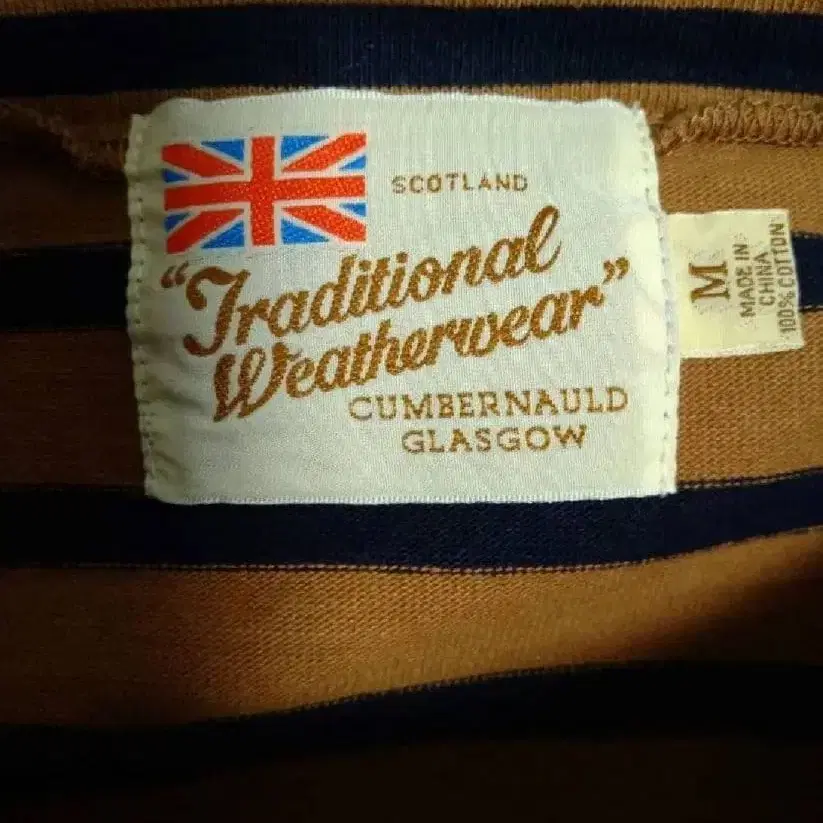 SCOTLAND
"Traditional
Weatherwear"
CUMBERNAULD
GLASGOW
M
MADE IN
CHINA
100% COTTON